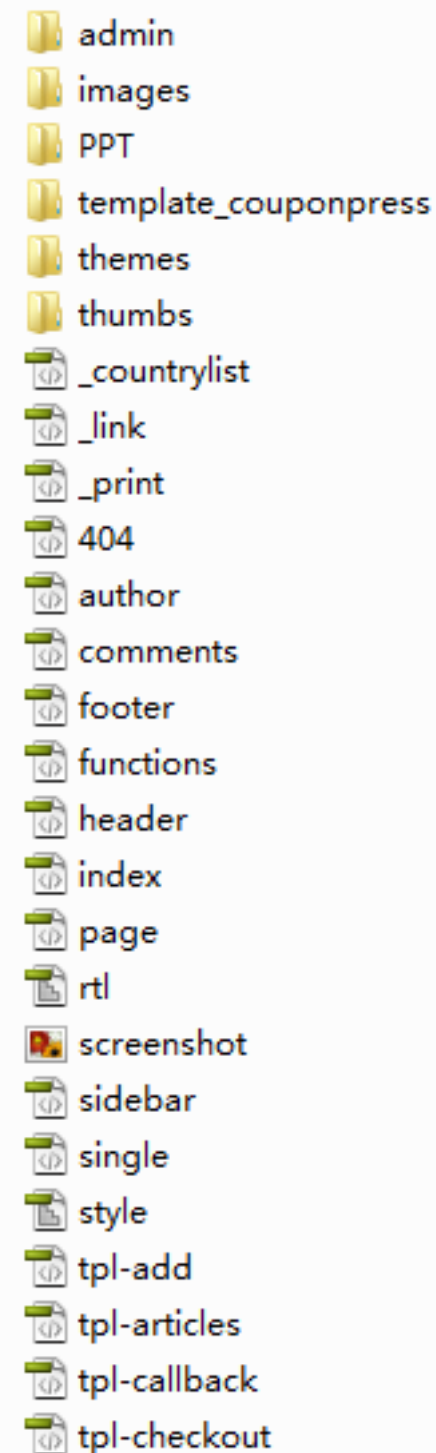 admin
images
PPT
template_couponpress
themes
thumbs
_countrylist
_link
_print
404
author
comments
footer
functions
header
index
page
rtl
screenshot
sidebar
single
style
tpl-add
tpl-articles
tpl-callback
tpl-checkout